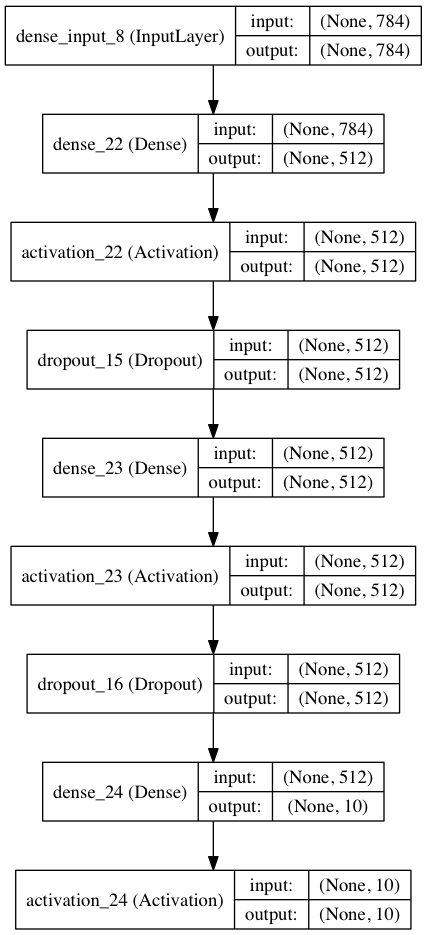 dense_input_8 (InputLayer)
input: (None, 784)
output: (None, 784)
dense_22 (Dense)
input: (None, 784)
output: (None, 512)
activation_22 (Activation)
input: (None, 512)
output: (None, 512)
dropout_15 (Dropout)
input: (None, 512)
output: (None, 512)
dense_23 (Dense)
input: (None, 512)
output: (None, 512)
activation_23 (Activation)
input: (None, 512)
output: (None, 512)
dropout_16 (Dropout)
input: (None, 512)
output: (None, 512)
dense_24 (Dense)
input: (None, 512)
output: (None, 10)
activation_24 (Activation)
input: (None, 10)
output: (None, 10)